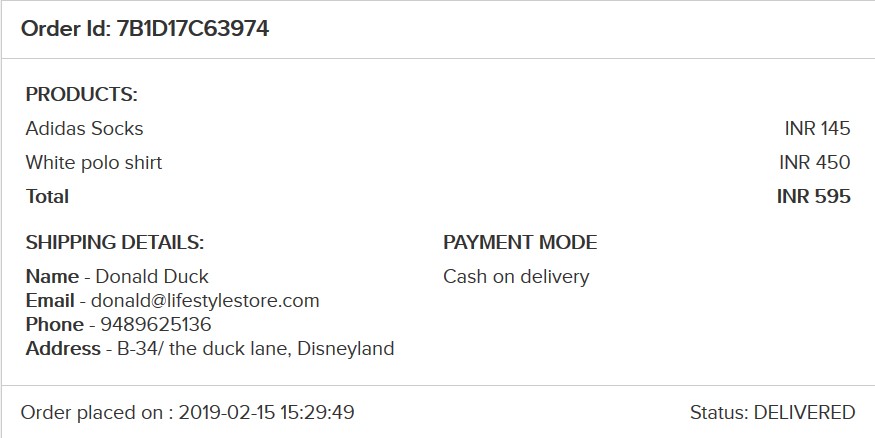 Order Id: 7B1D17C63974
PRODUCTS:
Adidas Socks INR 145
White polo shirt INR 450
Total INR 595
SHIPPING DETAILS: PAYMENT MODE
Name - Donald Duck Cash on delivery
Email - donald@lifestylestore.com
Phone - 9489625136
Address - B-34/ the duck lane, Disneyland
Order placed on : 2019-02-15 15:29:49 Status: DELIVERED